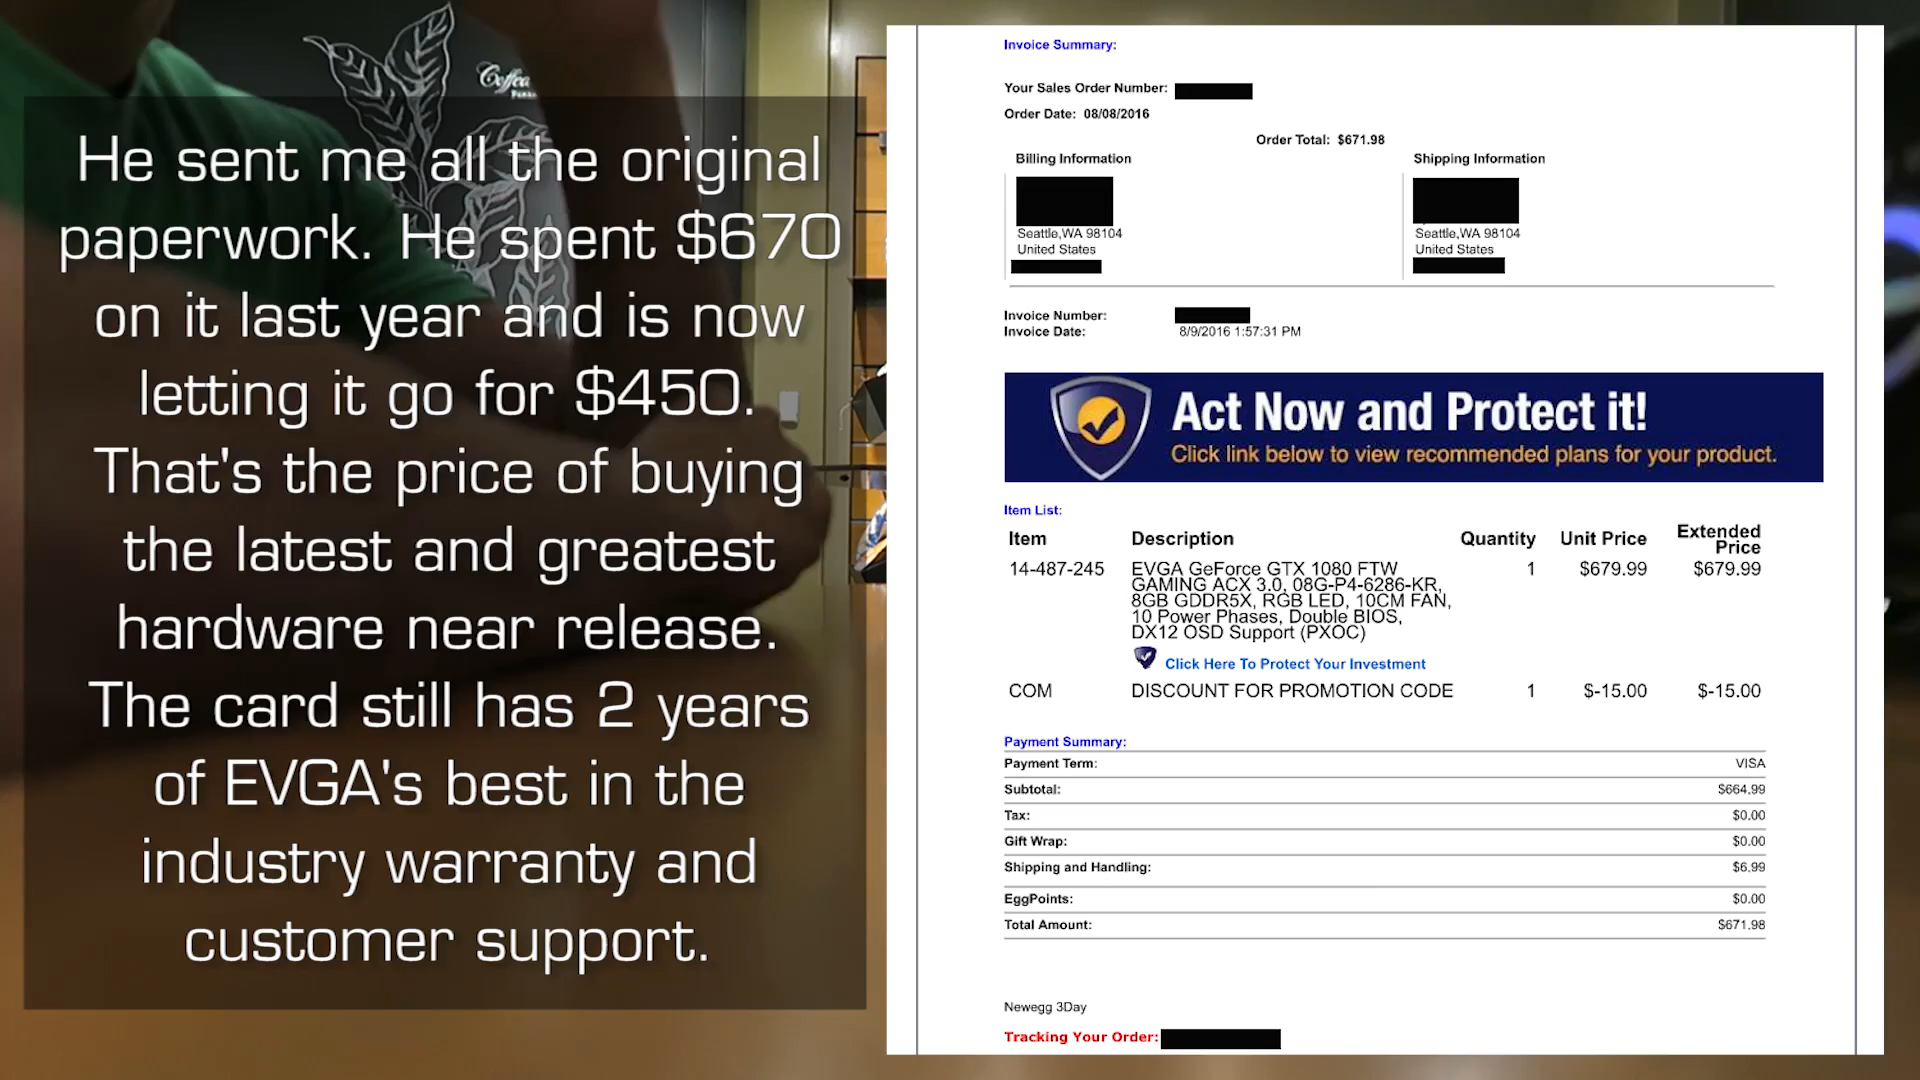 Coffee
He sent me all the original
paperwork. He spent $670
on it last year and is now
letting it go for $450.
That's the price of buying
the latest and greatest
hardware near release.
The card still has 2 years
of EVGA's best in the
industry warranty and
customer support.
Invoice Summary:
Your Sales Order Number:
Order Date: 08/08/2016
Order Total: $671.98
Billing Information
Shipping Information
Seattle,WA 98104
United States
Seattle,WA 98104
United States
Invoice Number:
Invoice Date: 8/9/2016 1:57:31 PM
Act Now and Protect it!
Click link below to view recommended plans for your product.
Item List:
Item Description Quantity Unit Price Extended Price
14-487-245 EVGA GeForce GTX 1080 FTW 1 $679.99 $679.99
GAMING ACX 3.0, 08G-P4-6286-KR,
8GB GDDR5X, RGB LED, 10CM FAN,
10 Power Phases, Double BIOS,
DX12 OSD Support (PXOC)
Click Here To Protect Your Investment
COM DISCOUNT FOR PROMOTION CODE 1 $-15.00 $-15.00
Payment Summary:
Payment Term: VISA
Subtotal: $664.99
Tax: $0.00
Gift Wrap: $0.00
Shipping and Handling: $6.99
EggPoints: $0.00
Total Amount: $671.98
Newegg 3Day
Tracking Your Order: